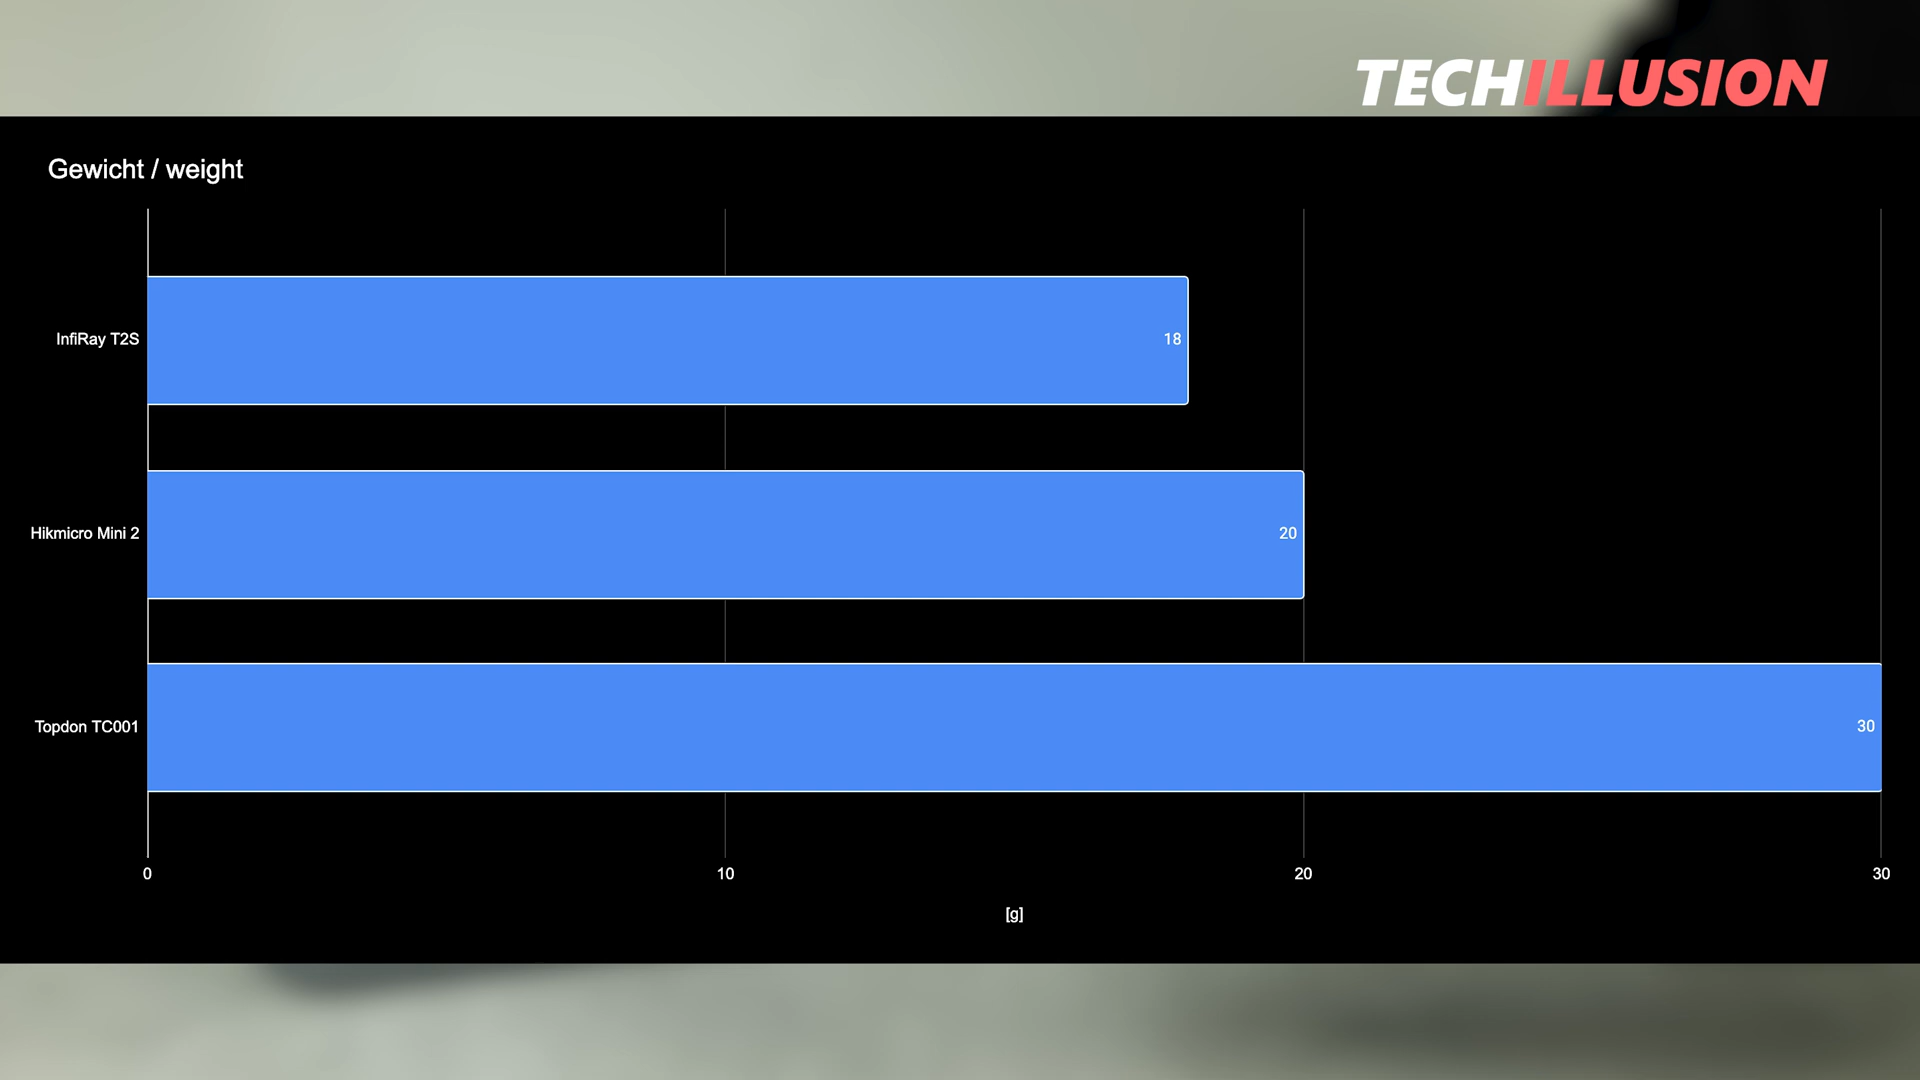 TECHILLUSION
Gewicht / weight
InfiRay T2S
18
Hikmicro Mini 2
20
Topdon TC001
30
0 10 20 30
[g]